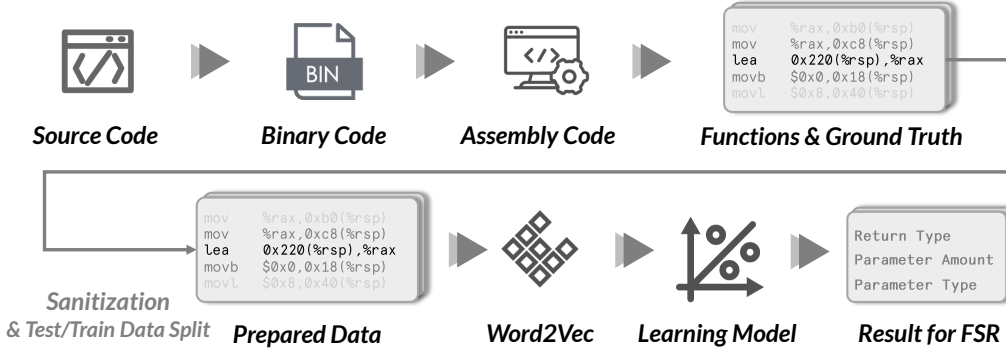 mov %rax,0xb0(%rsp)
mov %rax,0xc8(%rsp)
lea 0x220(%rsp),%rax
movb $0x0,0x18(%rsp)
movl $0x8,0x40(%rsp)
BIN
Source Code
Binary Code
Assembly Code
Functions & Ground Truth
mov %rax,0xb0(%rsp)
mov %rax,0xc8(%rsp)
lea 0x220(%rsp),%rax
movb $0x0,0x18(%rsp)
movl $0x8,0x40(%rsp)
Return Type
Parameter Amount
Parameter Type
Sanitization
& Test/Train Data Split
Prepared Data
Word2Vec
Learning Model
Result for FSR